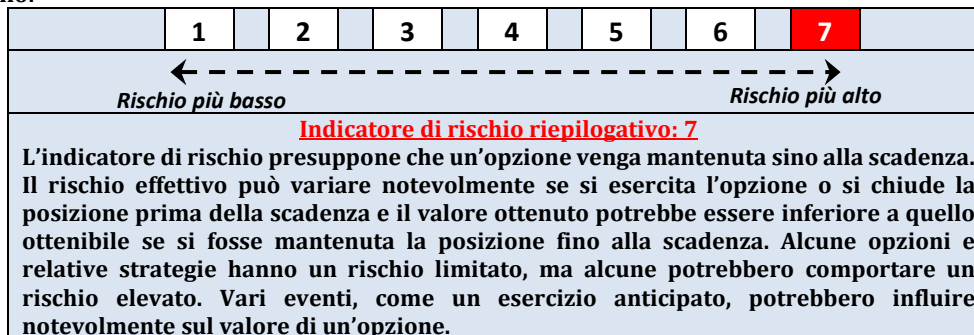 1 2 3 4 5 6 7
Rischio più basso Rischio più alto
Indicatore di rischio riepilogativo: 7
L’indicatore di rischio presuppone che un’opzione venga mantenuta sino alla scadenza.
Il rischio effettivo può variare notevolmente se si esercita l’opzione o si chiude la
posizione prima della scadenza e il valore ottenuto potrebbe essere inferiore a quello
ottenibile se si fosse mantenuta la posizione fino alla scadenza. Alcune opzioni e
relative strategie hanno un rischio limitato, ma alcune potrebbero comportare un
rischio elevato. Vari eventi, come un esercizio anticipato, potrebbero influire
notevolmente sul valore di un’opzione.